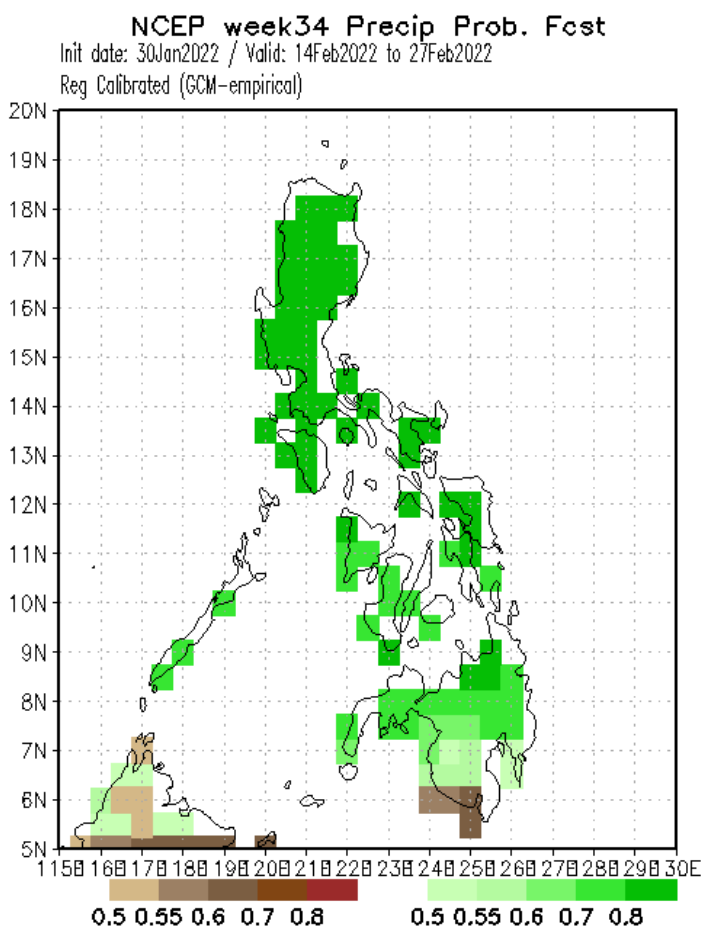 NCEP week34 Precip Prob. Fcst
Init date: 30Jan2022 / Valid: 14Feb2022 to 27Feb2022
Reg Calibrated (GCM-empirical)
20N
19N
18N
17N
16N
15N
14N
13N
12N
11N
10N
9N
8N
7N
6N
5N
130E
0.5 0.55 0.6 0.7 0.8 0.5 0.55 0.6 0.7 0.8